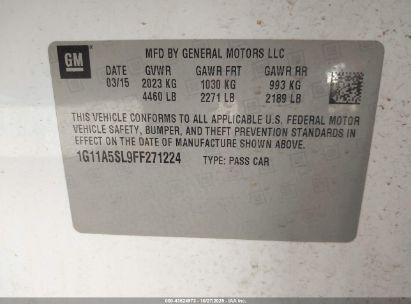 GM
MFD BY GENERAL MOTORS LLC
DATE GVWR GAWR FRT GAWR RR
03/15 2023 KG 1030 KG 993 KG
4460 LB 2271 LB 2189 LB
THIS VEHICLE CONFORMS TO ALL APPLICABLE U.S. FEDERAL MOTOR
VEHICLE SAFETY, BUMPER, AND THEFT PREVENTION STANDARDS IN
EFFECT ON THE DATE OF MANUFACTURE SHOWN ABOVE.
1G11A5SL9FF271224 TYPE: PASS CAR